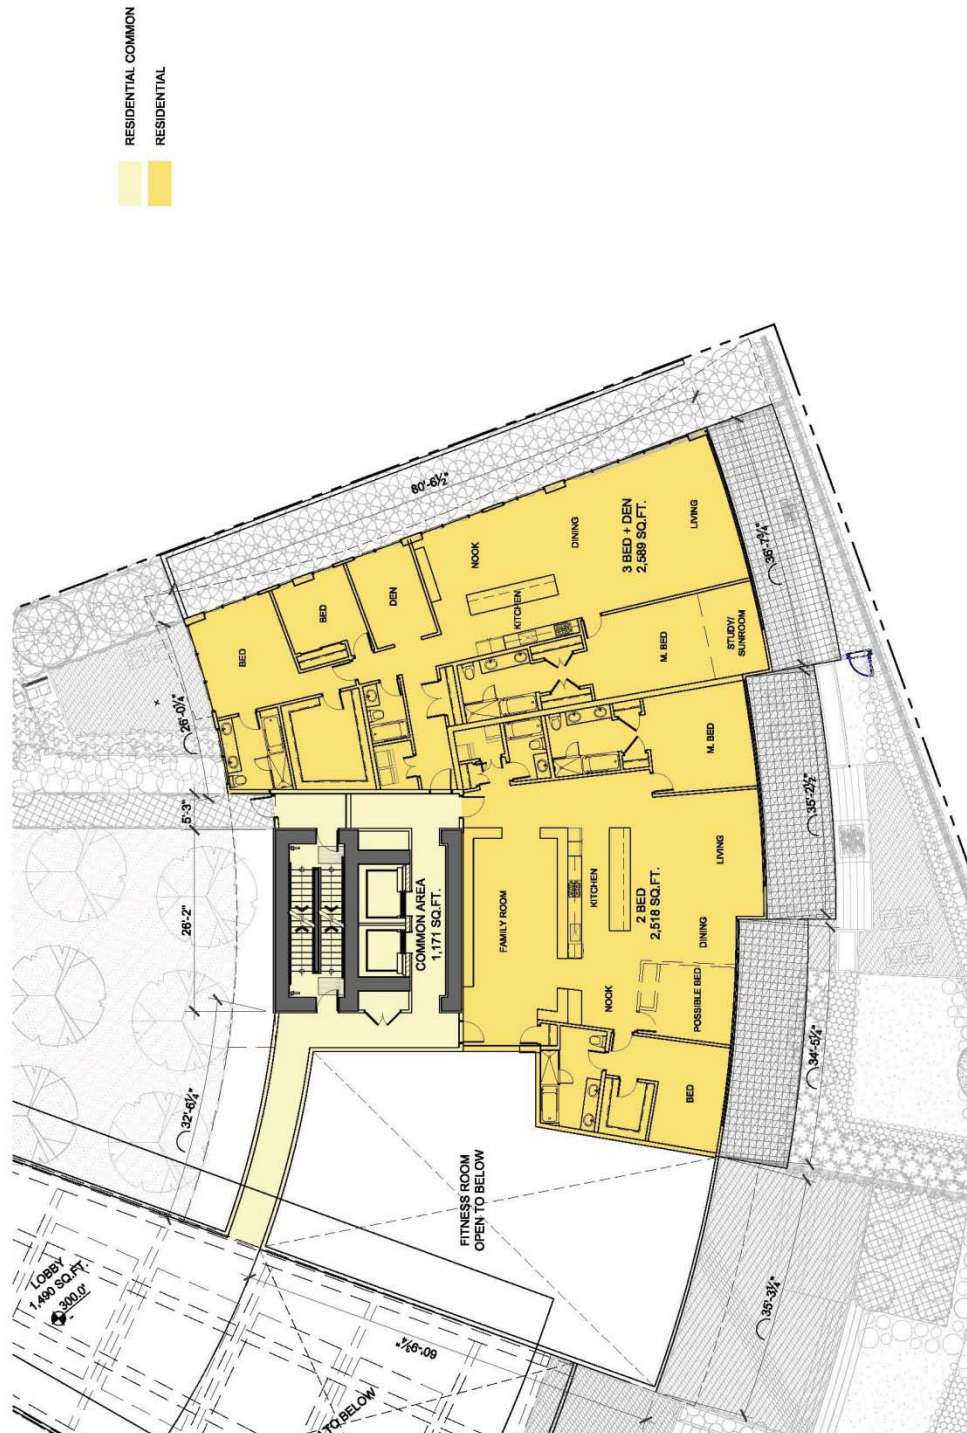 RESIDENTIAL COMMON
RESIDENTIAL
80'-6½"
BED
BED
DEN
NOOK
DINING
3 BED + DEN
2,589 SQ.FT.
LIVING
KITCHEN
M. BED
STUDY/
SUNROOM
36'-7¾"
26'-0¼"
5'-3"
26'-2"
32'-6¼"
COMMON AREA
1,171 SQ.FT.
FAMILY ROOM
KITCHEN
2 BED
2,518 SQ.FT.
M. BED
LIVING
DINING
NOOK
POSSIBLE BED
BED
35'-2½"
34'-5¼"
FITNESS ROOM
OPEN TO BELOW
35'-3¼"
LOBBY
1,490 SQ.FT.
300.0'
60'-9¾"
TO BELOW